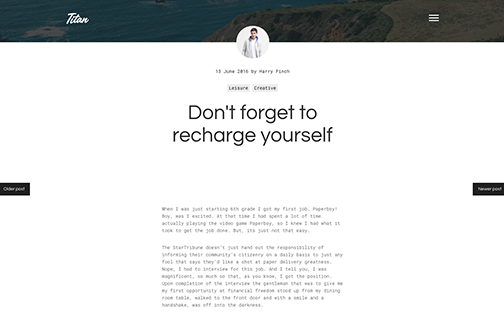 Titan
13 June 2016 by Harry Finch
Leisure Creative
Don't forget to
recharge yourself
Older post
Newer post
When I was just starting 6th grade I got my first job. Paperboy!
Boy, was I excited. At that time I had spent a lot of time
actually playing the video game Paperboy, so I knew I had what it
took to get the job done. But, its just not that easy.
The StarTribune doesn't just hand out the responsibility of
informing their community's citizenry on a daily basis to just any
fool that says they'd like a shot at paper delivery greatness.
Nope, I had to interview for this job. And I tell you, I was
magnificent, so much so that, as you know, I got the position.
Upon completion of the interview the gentleman that was to give me
my first opportunity at financial freedom stood up from my dining
room table, walked to the front door and with a smile and a
handshake, was off into the darkness.